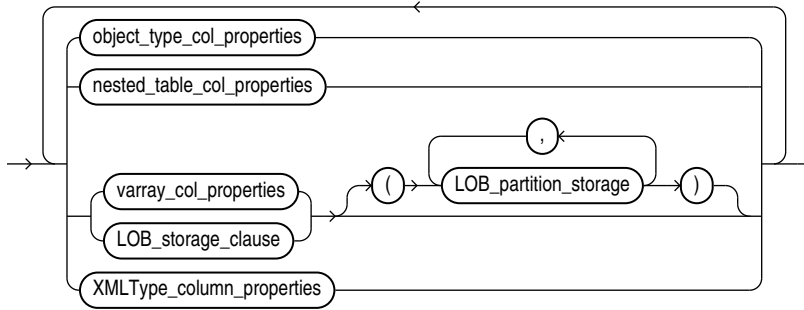 object_type_col_properties
nested_table_col_properties
,
varray_col_properties ( LOB_partition_storage )
LOB_storage_clause
XMLType_column_properties